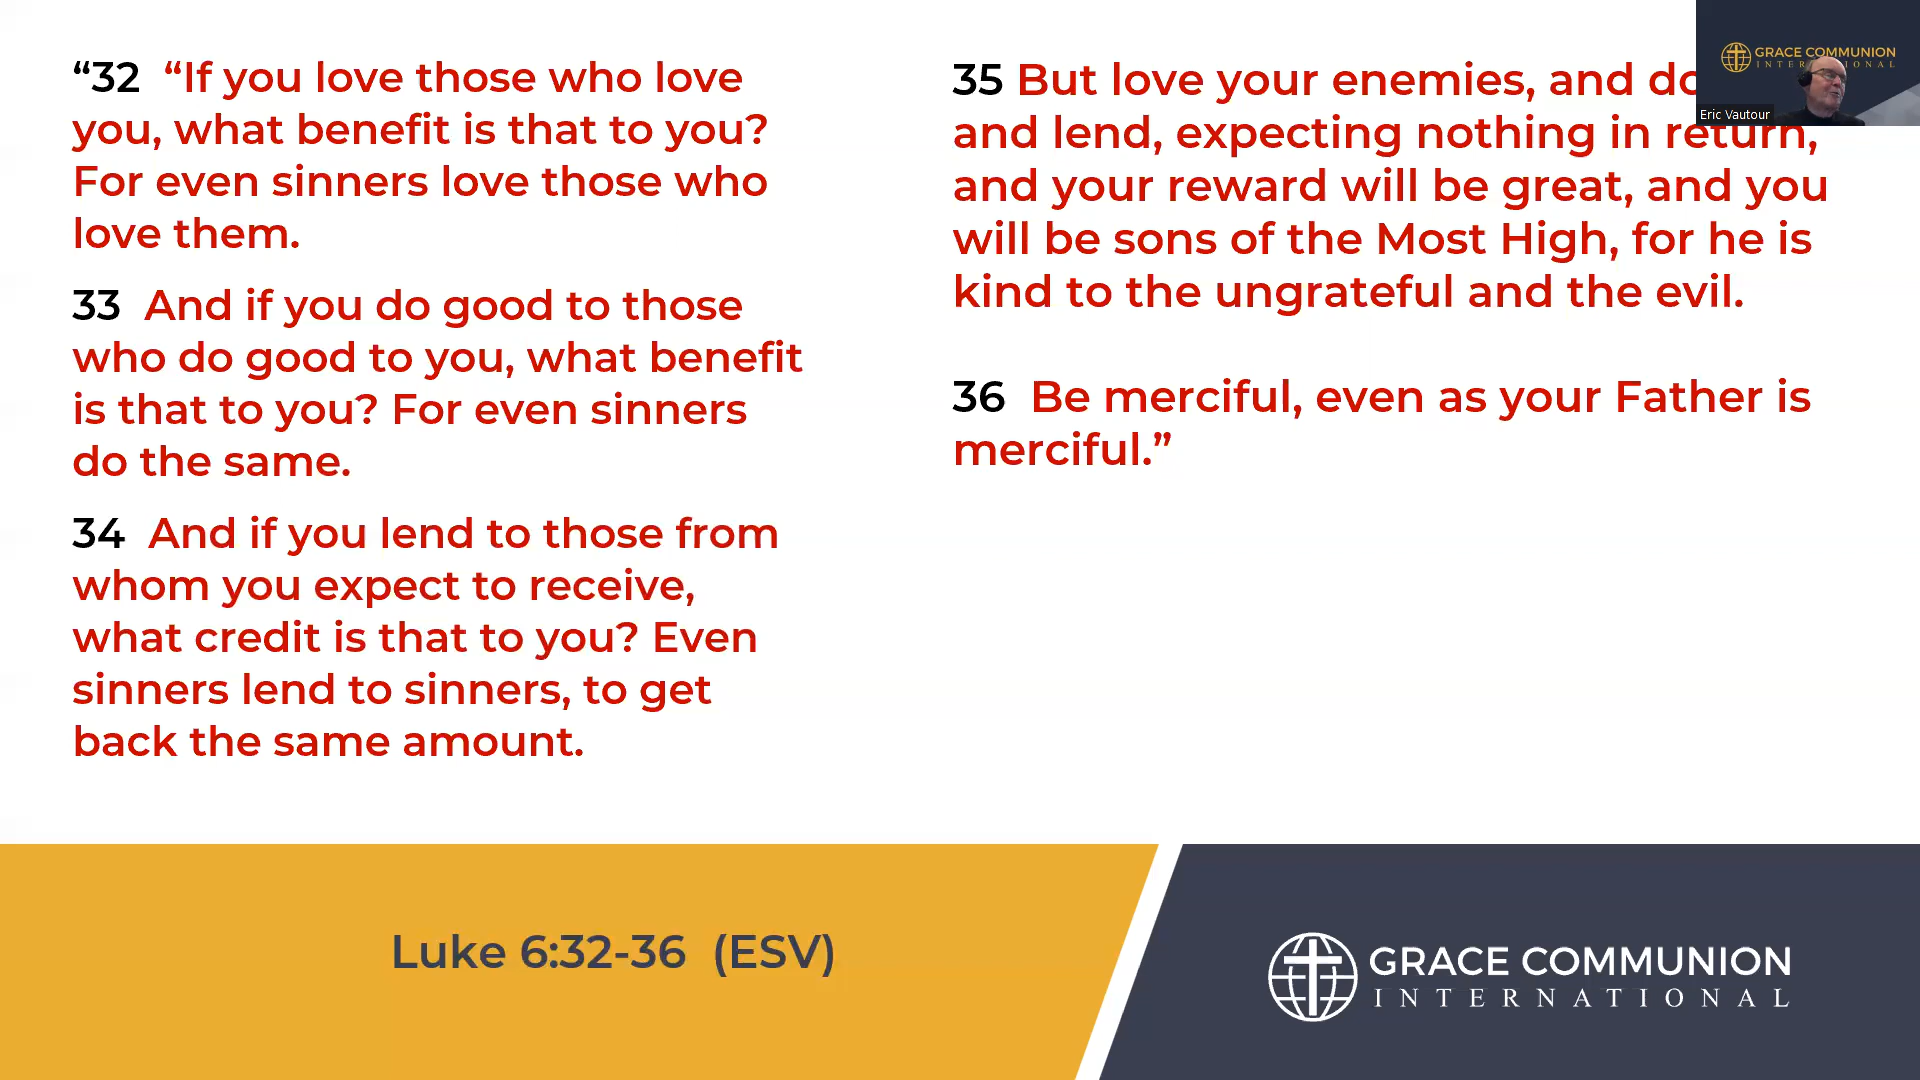 “32 “If you love those who love
you, what benefit is that to you?
For even sinners love those who
love them.
33 And if you do good to those
who do good to you, what benefit
is that to you? For even sinners
do the same.
34 And if you lend to those from
whom you expect to receive,
what credit is that to you? Even
sinners lend to sinners, to get
back the same amount.
35 But love your enemies, and do
and lend, expecting nothing in return,
and your reward will be great, and you
will be sons of the Most High, for he is
kind to the ungrateful and the evil.
36 Be merciful, even as your Father is
merciful.”
GRACE COMMUNION
Eric Vautour
Luke 6:32-36 (ESV)
GRACE COMMUNION
INTERNATIONAL